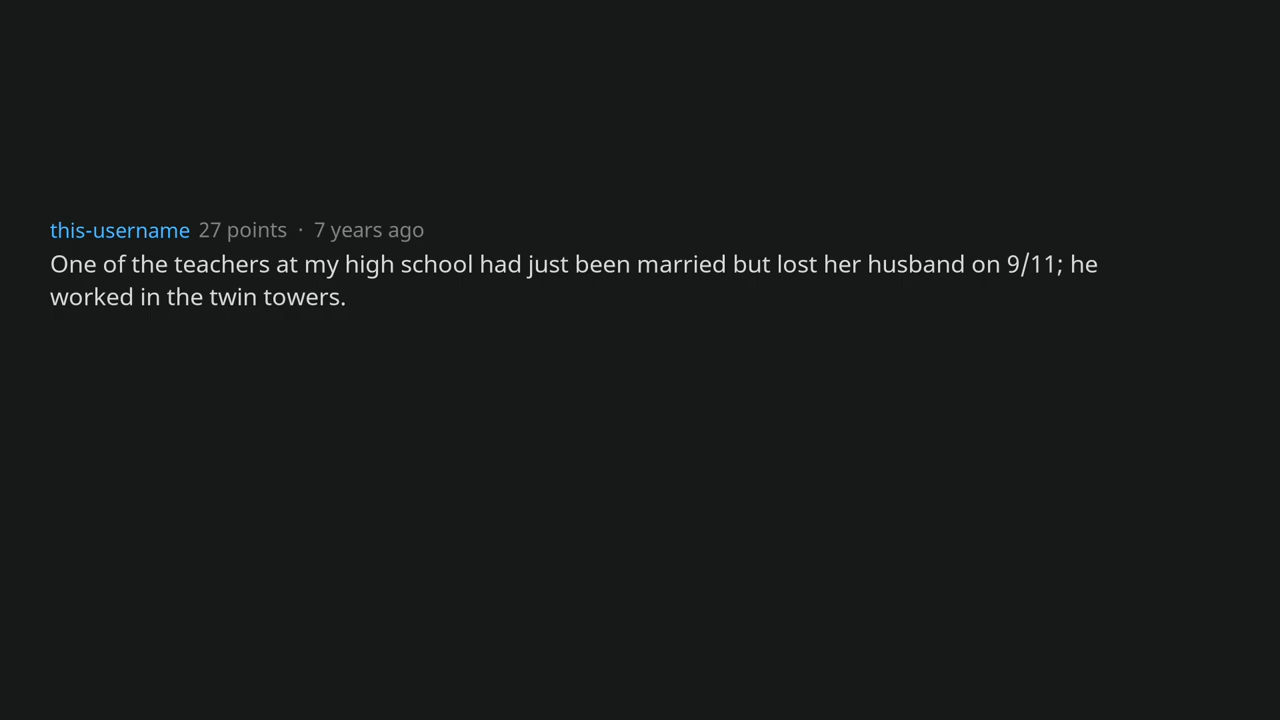 this-username 27 points · 7 years ago
One of the teachers at my high school had just been married but lost her husband on 9/11; he
worked in the twin towers.